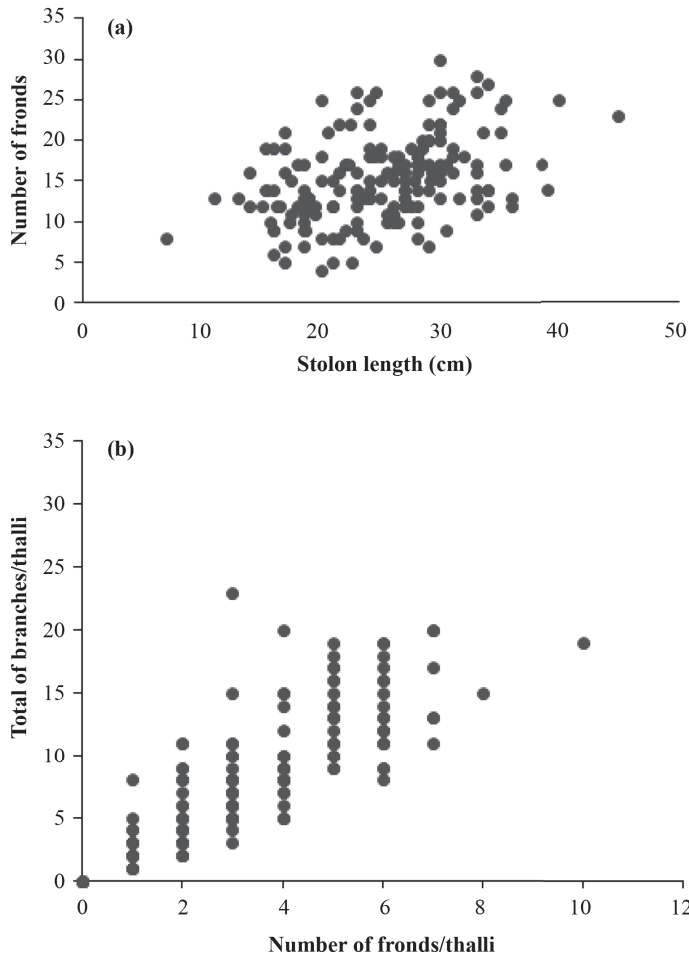 (a)
Number of fronds
35
30
25
20
15
10
5
0
0 10 20 30 40 50
Stolon length (cm)
(b)
Total of branches/thalli
35
30
25
20
15
10
5
0
0 2 4 6 8 10 12
Number of fronds/thalli